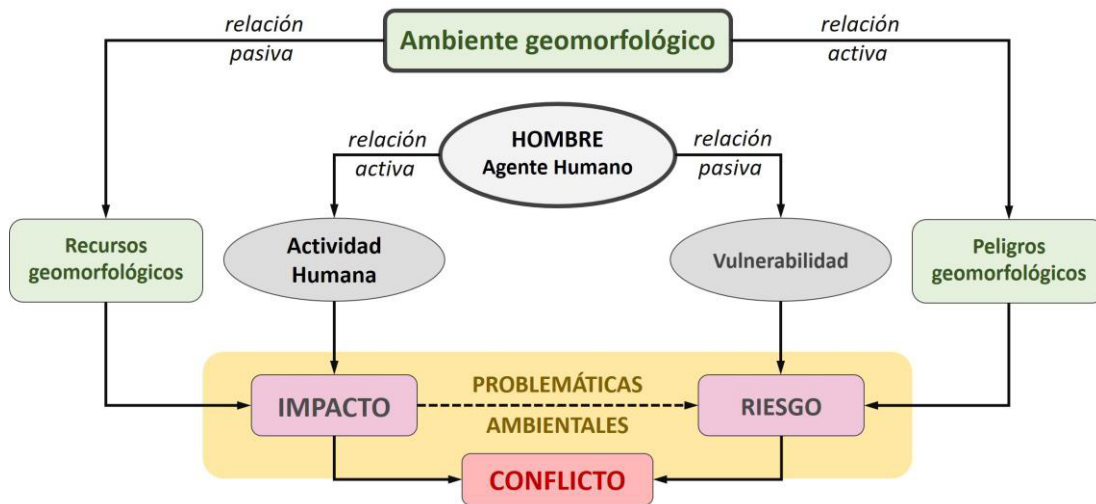 relación
pasiva
Ambiente geomorfológico
relación
activa
HOMBRE
Agente Humano
relación
activa
relación
pasiva
Recursos
geomorfológicos
Actividad
Humana
Vulnerabilidad
Peligros
geomorfológicos
PROBLEMÁTICAS
AMBIENTALES
IMPACTO
RIESGO
CONFLICTO